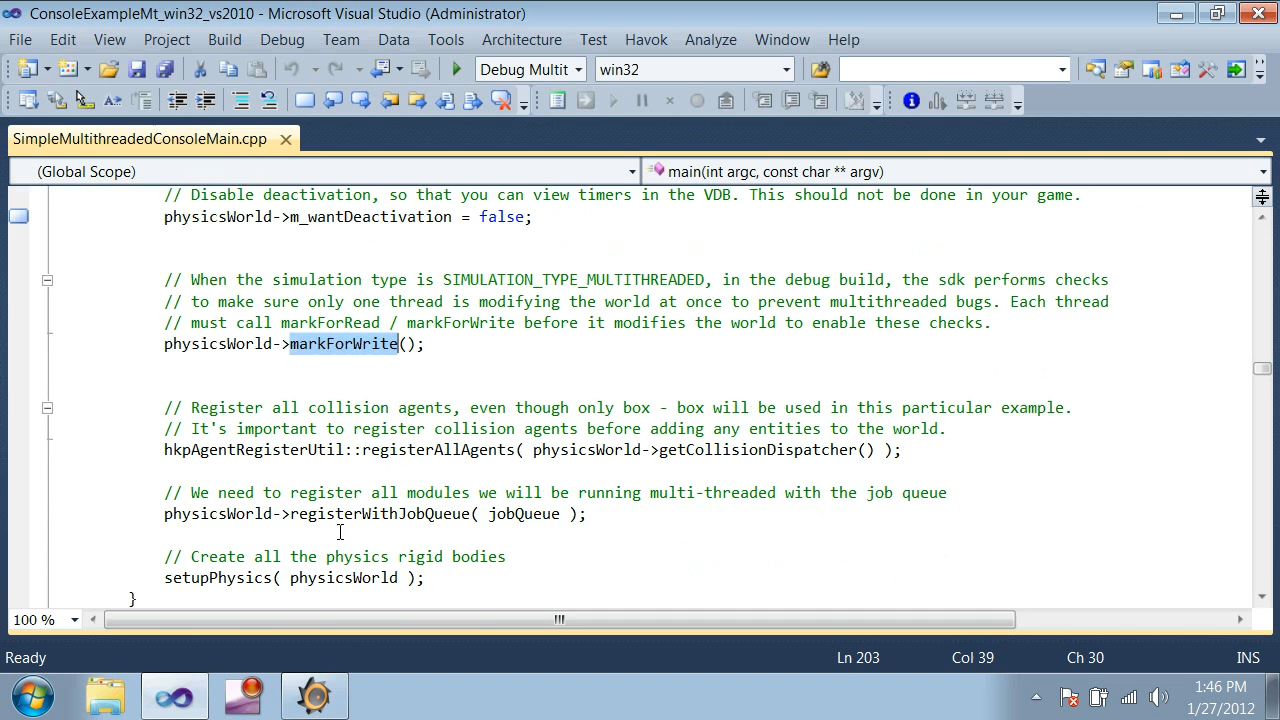 ConsoleExampleMt_win32_vs2010 - Microsoft Visual Studio (Administrator)
File Edit View Project Build Debug Team Data Tools Architecture Test Havok Analyze Window Help
Debug Multit win32
SimpleMultithreadedConsoleMain.cpp
(Global Scope) main(int argc, const char ** argv)
// Disable deactivation, so that you can view timers in the VDB. This should not be done in your game.
physicsWorld->m_wantDeactivation = false;
// When the simulation type is SIMULATION_TYPE_MULTITHREADED, in the debug build, the sdk performs checks
// to make sure only one thread is modifying the world at once to prevent multithreaded bugs. Each thread
// must call markForRead / markForWrite before it modifies the world to enable these checks.
physicsWorld->markForWrite();
// Register all collision agents, even though only box - box will be used in this particular example.
// It's important to register collision agents before adding any entities to the world.
hkpAgentRegisterUtil::registerAllAgents( physicsWorld->getCollisionDispatcher() );
// We need to register all modules we will be running multi-threaded with the job queue
physicsWorld->registerWithJobQueue( jobQueue );
// Create all the physics rigid bodies
setupPhysics( physicsWorld );
}
100 %
Ready Ln 203 Col 39 Ch 30 INS
1:46 PM
1/27/2012